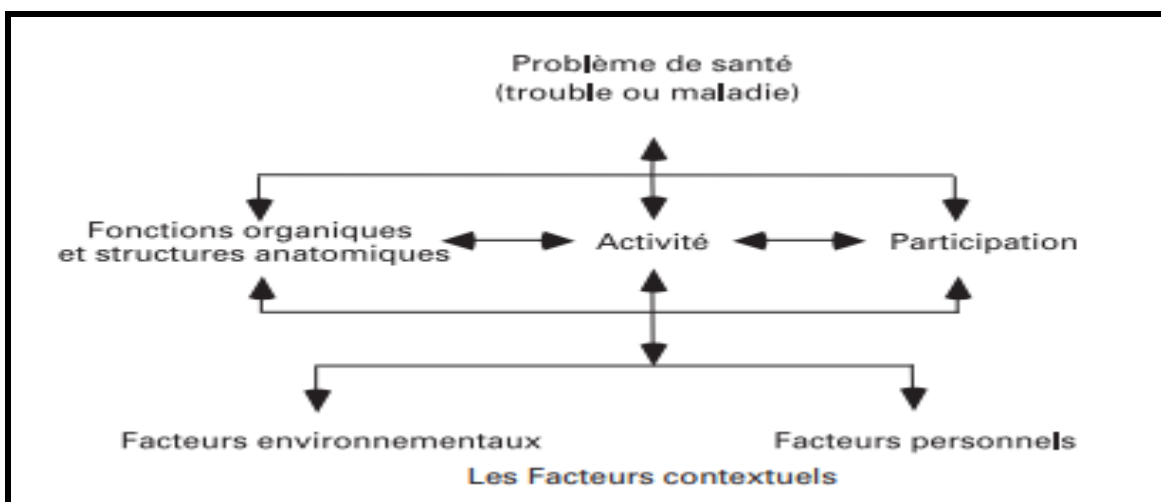 Problème de santé
(trouble ou maladie)
Fonctions organiques
et structures anatomiques
Activité
Participation
Facteurs environnementaux
Facteurs personnels
Les Facteurs contextuels